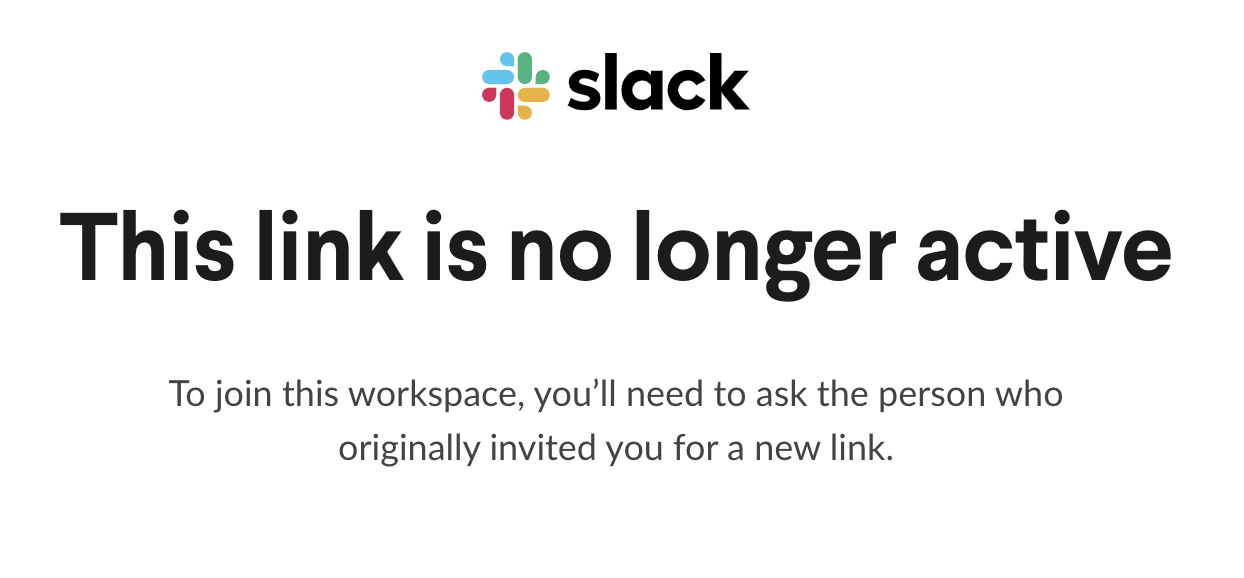 slack
This link is no longer active
To join this workspace, you’ll need to ask the person who
originally invited you for a new link.